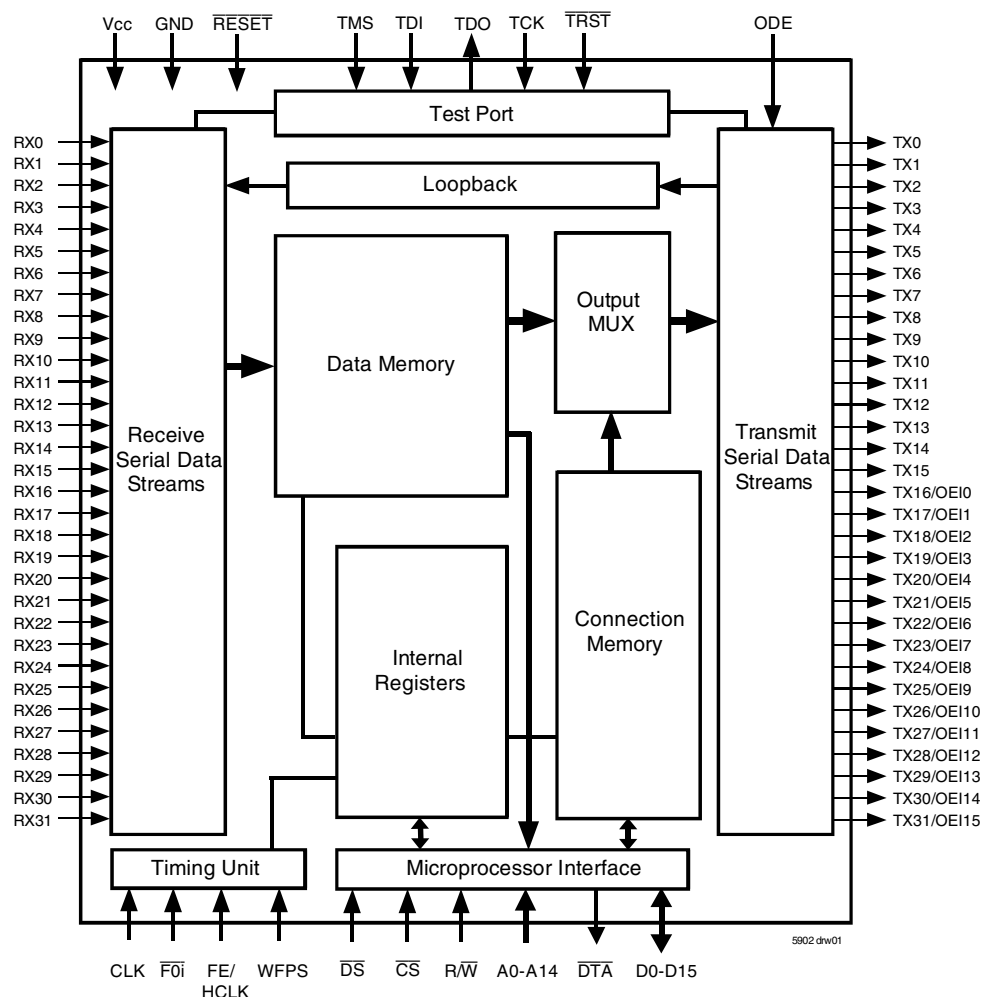 Vcc GND R̅E̅S̅E̅T̅ TMS TDI TDO TCK T̅R̅S̅T̅ ODE
Test Port
Loopback
Data Memory
Output
MUX
Receive
Serial Data
Streams
Transmit
Serial Data
Streams
Internal
Registers
Connection
Memory
Timing Unit
Microprocessor Interface
RX0
RX1
RX2
RX3
RX4
RX5
RX6
RX7
RX8
RX9
RX10
RX11
RX12
RX13
RX14
RX15
RX16
RX17
RX18
RX19
RX20
RX21
RX22
RX23
RX24
RX25
RX26
RX27
RX28
RX29
RX30
RX31
TX0
TX1
TX2
TX3
TX4
TX5
TX6
TX7
TX8
TX9
TX10
TX11
TX12
TX13
TX14
TX15
TX16/OEI0
TX17/OEI1
TX18/OEI2
TX19/OEI3
TX20/OEI4
TX21/OEI5
TX22/OEI6
TX23/OEI7
TX24/OEI8
TX25/OEI9
TX26/OEI10
TX27/OEI11
TX28/OEI12
TX29/OEI13
TX30/OEI14
TX31/OEI15
5902 drw01
CLK F̅0̅i̅ FE/ WFPS D̅S̅ C̅S̅ R/W̅ A0-A14 D̅T̅A̅ D0-D15
HCLK